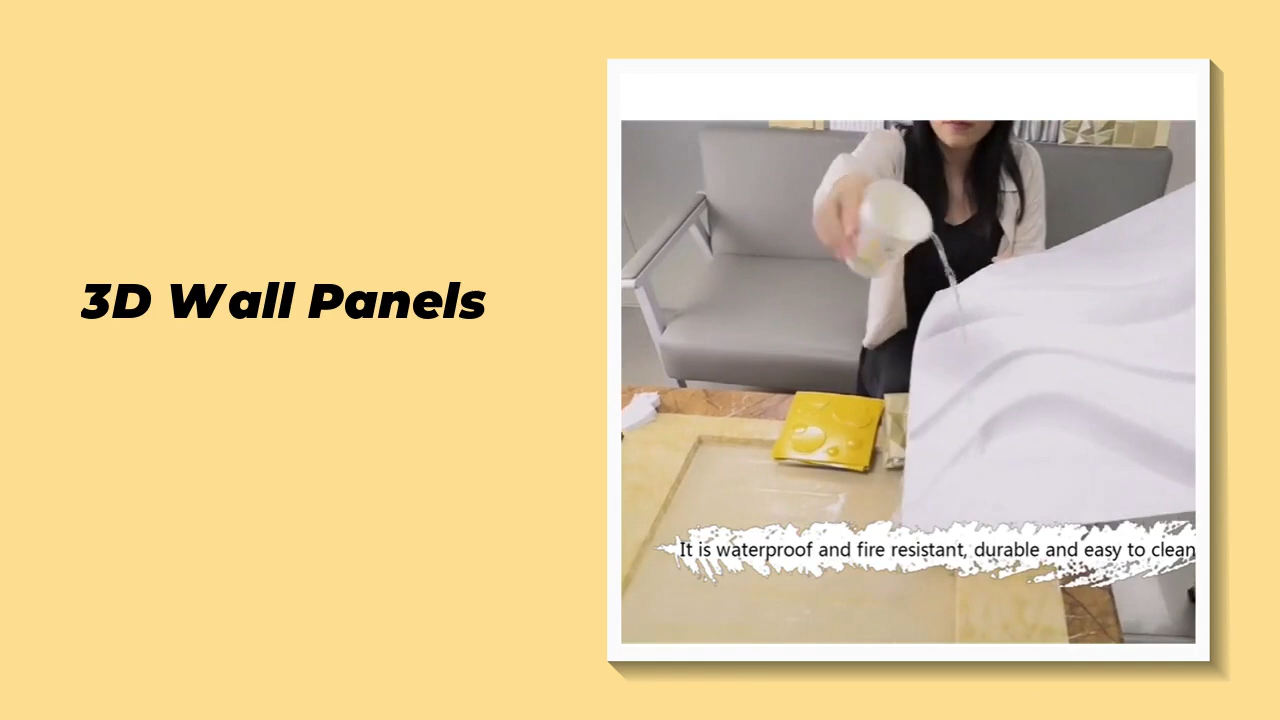 3D Wall Panels
It is waterproof and fire resistant, durable and easy to clean